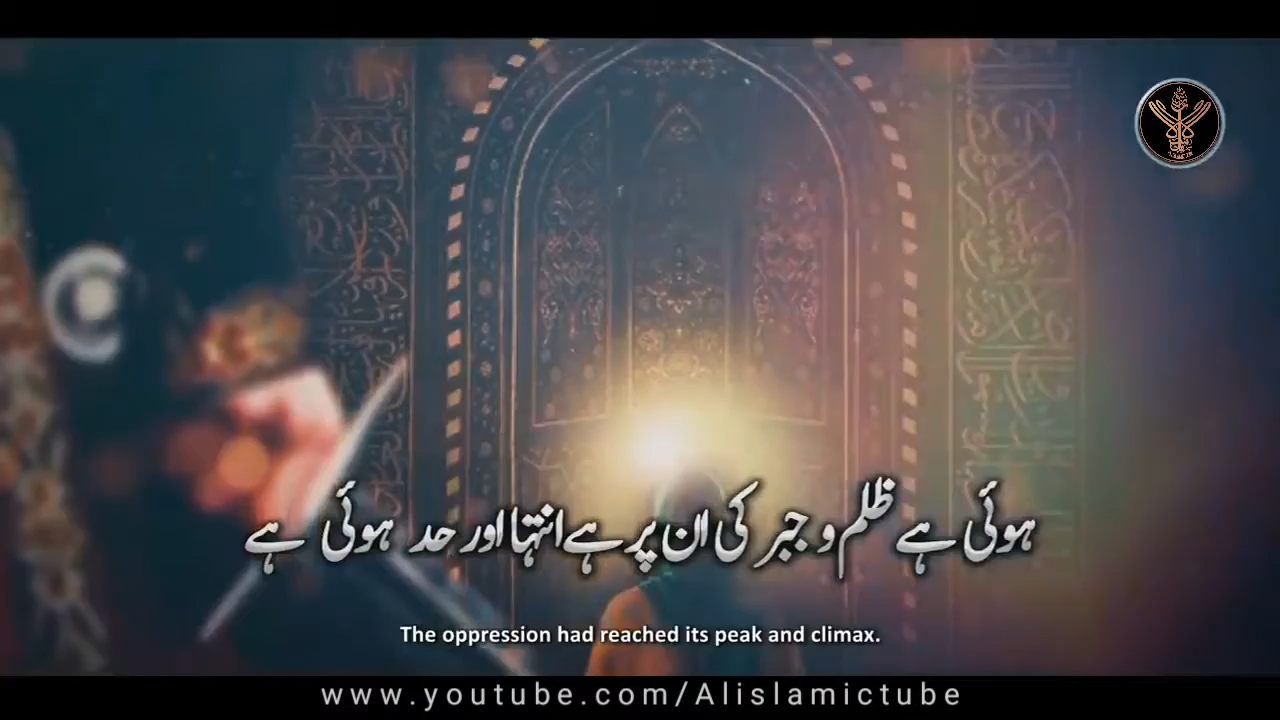 ہوئی ہے ظلم و جبر کی ان پر ہے انتہا اور حد ہوئی ہے
The oppression had reached its peak and climax.
www.youtube.com/Alislamictube